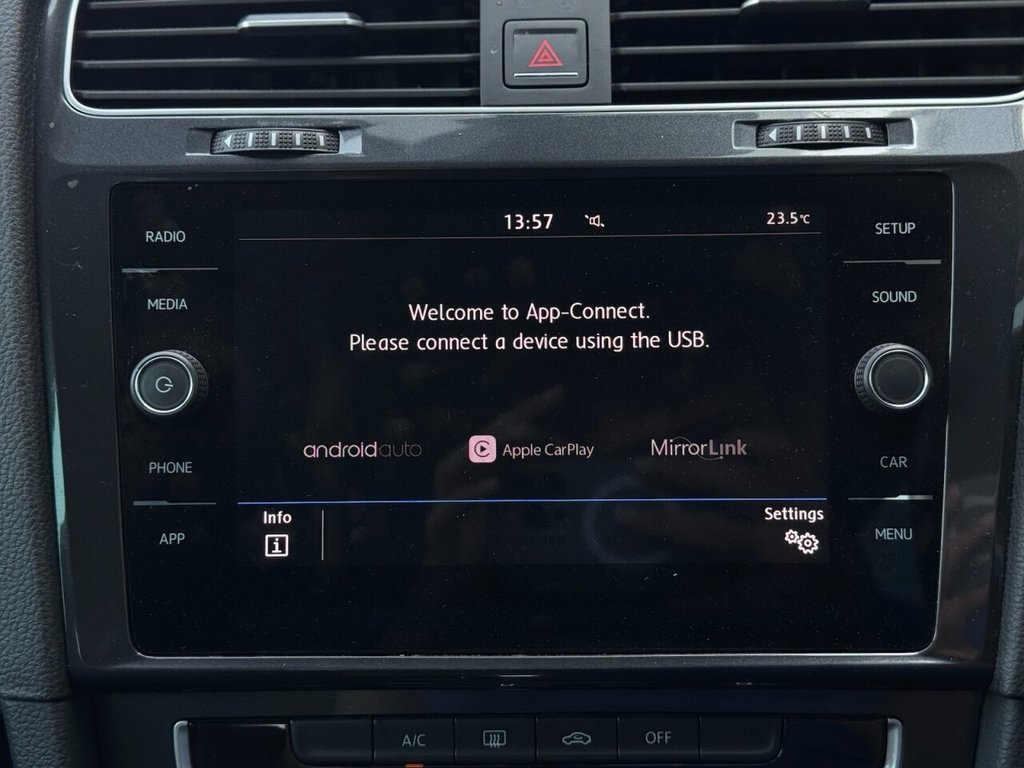 13:57
23.5°C
RADIO
SETUP
MEDIA
SOUND
Welcome to App-Connect.
Please connect a device using the USB.
androidauto
Apple CarPlay
MirrorLink
PHONE
CAR
Info
Settings
APP
MENU
A/C
OFF